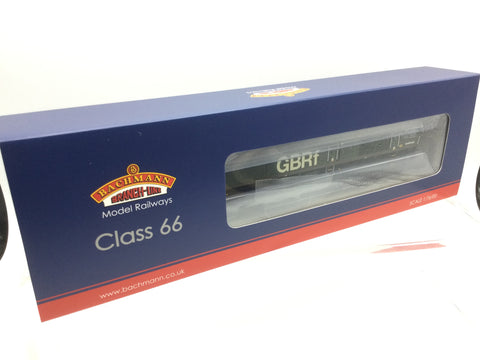 BACHMANN
BRANCH-LINE
Model Railways
Class 66
www.bachmann.co.uk
GBRf